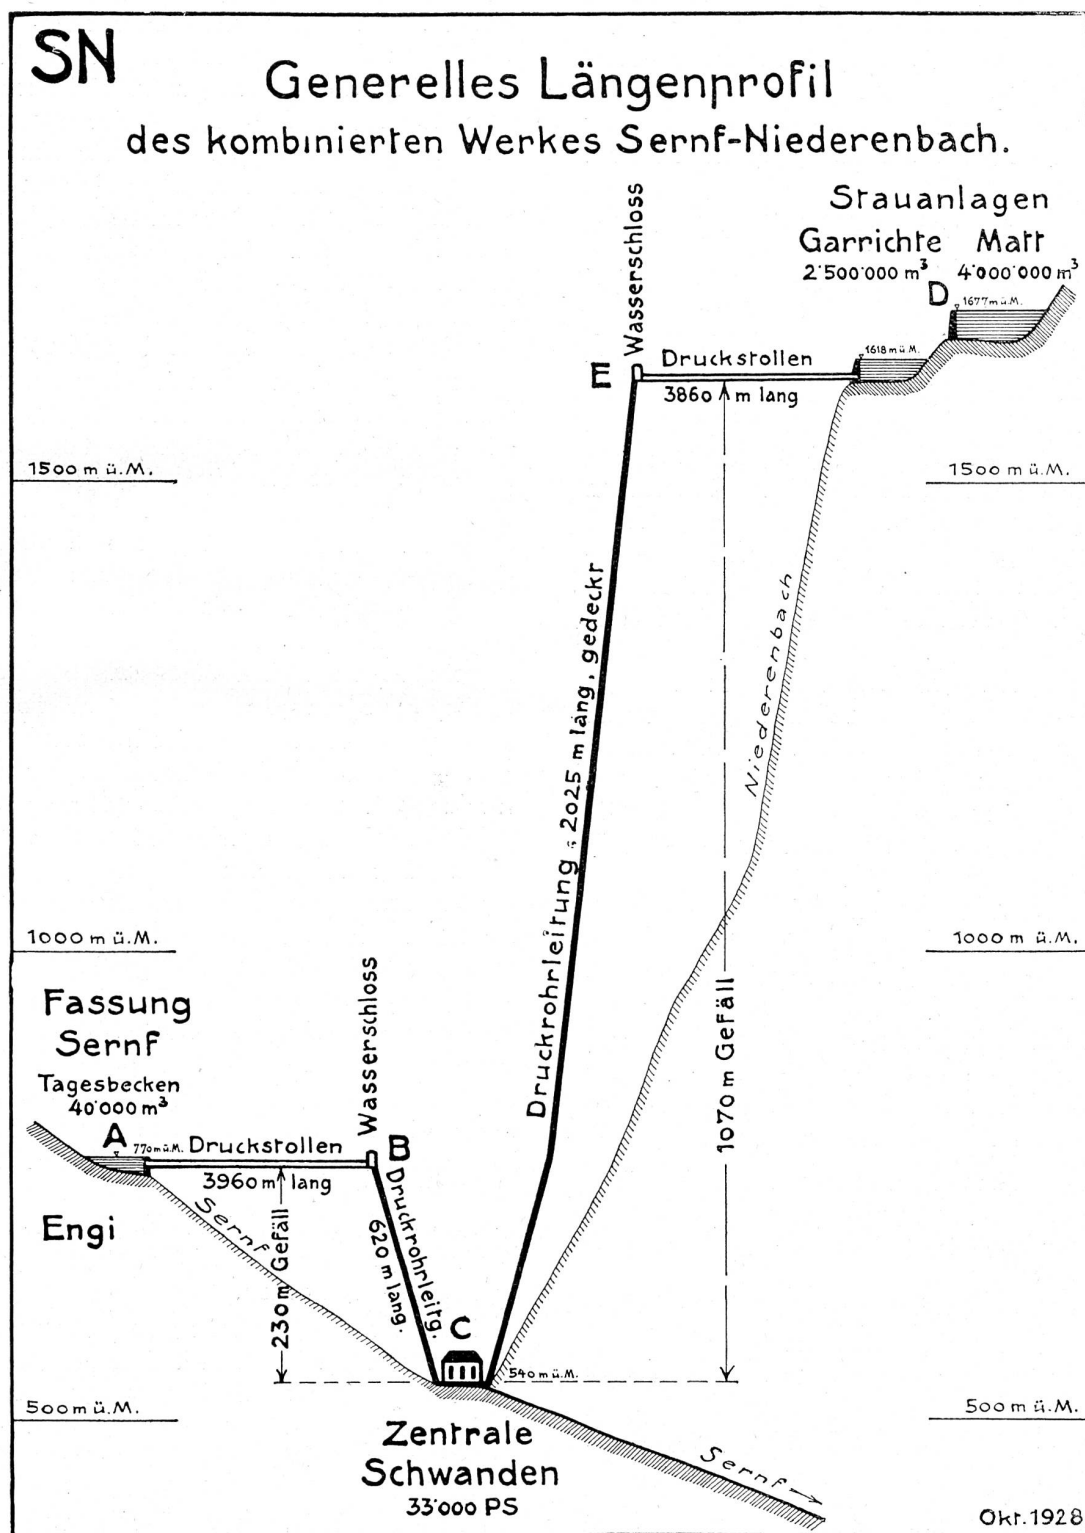 SN
Generelles Längenprofil
des kombinierten Werkes Sernf-Niederenbach.
Stauanlagen
Garrichte Matt
2'500'000 m³ 4'000'000 m³
D
1677 m ü.M.
1618 m ü.M.
Wasserschloss
E
Druckstollen
3860 m lang
1500 m ü.M.
1500 m ü.M.
Druckrohrleitung, 2025 m lang, gedeckt
Niederenbach
1070 m Gefäll
1000 m ü.M.
1000 m ü.M.
Fassung
Sernf
Tagesbecken
40'000 m³
A
770 m ü.M.
Druckstollen
3960 m lang
Wasserschloss
B
Druckrohrleitg.
620 m lang.
Engi
Sernf
230 m Gefäll
C
540 m ü.M.
500 m ü.M.
500 m ü.M.
Zentrale
Schwanden
33'000 PS
Sernf
Okt. 1928